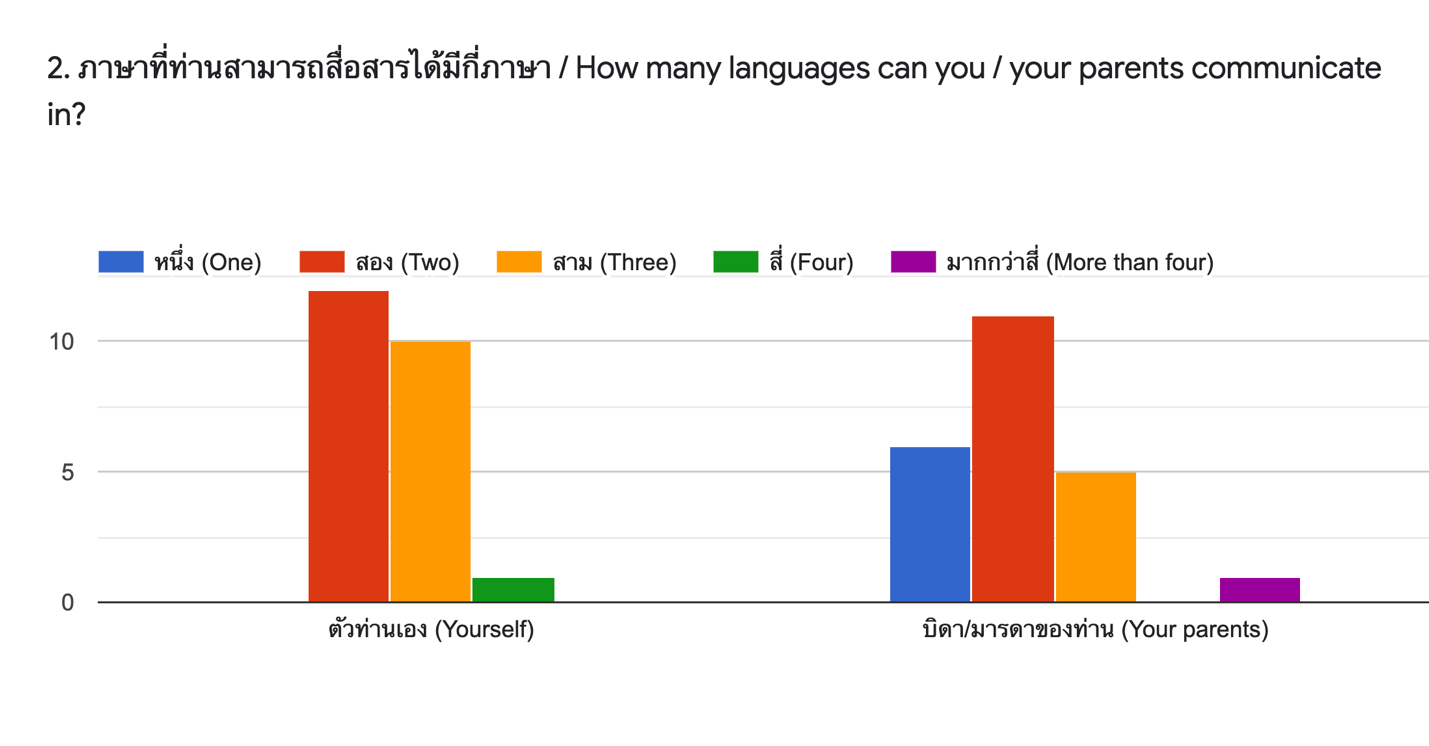 2. ภาษาที่ท่านสามารถสื่อสารได้มีกี่ภาษา / How many languages can you / your parents communicate
in?
หนึ่ง (One) สอง (Two) สาม (Three) สี่ (Four) มากกว่าสี่ (More than four)
10
5
0
ตัวท่านเอง (Yourself) บิดา/มารดาของท่าน (Your parents)